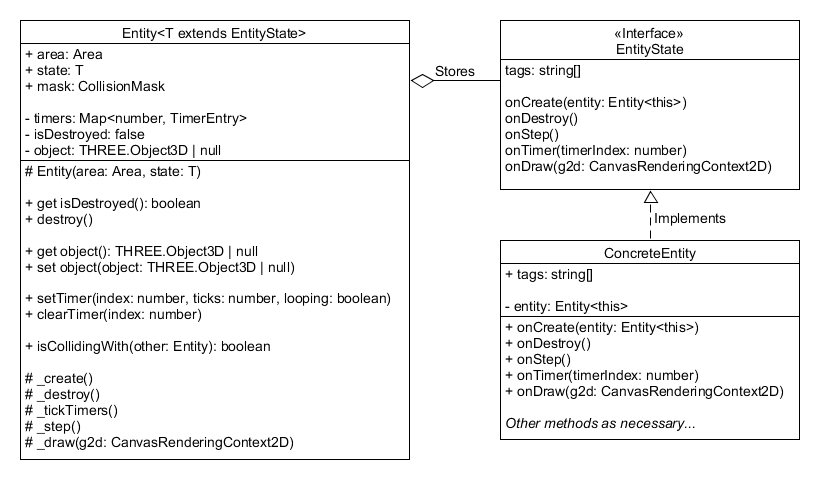 Entity<T extends EntityState>
+ area: Area
+ state: T
+ mask: CollisionMask
- timers: Map<number, TimerEntry>
- isDestroyed: false
- object: THREE.Object3D | null
# Entity(area: Area, state: T)
+ get isDestroyed(): boolean
+ destroy()
+ get object(): THREE.Object3D | null
+ set object(object: THREE.Object3D | null)
+ setTimer(index: number, ticks: number, looping: boolean)
+ clearTimer(index: number)
+ isCollidingWith(other: Entity): boolean
# _create()
# _destroy()
# _tickTimers()
# _step()
# _draw(g2d: CanvasRenderingContext2D)
Stores
«Interface»
EntityState
tags: string[]
onCreate(entity: Entity<this>)
onDestroy()
onStep()
onTimer(timerIndex: number)
onDraw(g2d: CanvasRenderingContext2D)
Implements
ConcreteEntity
+ tags: string[]
- entity: Entity<this>
+ onCreate(entity: Entity<this>)
+ onDestroy()
+ onStep()
+ onTimer(timerIndex: number)
+ onDraw(g2d: CanvasRenderingContext2D)
Other methods as necessary...